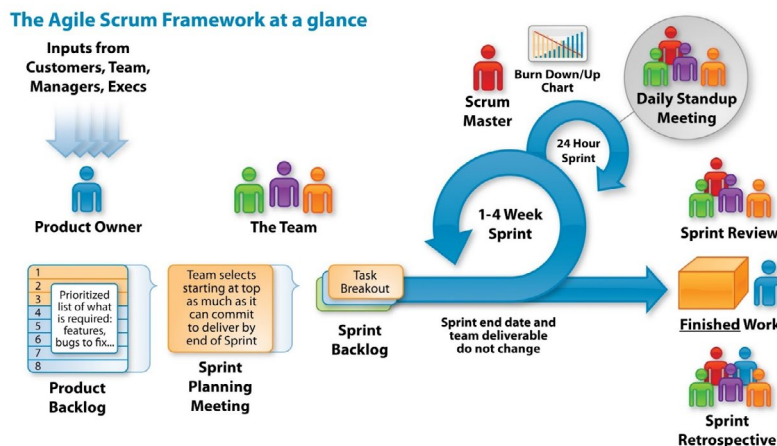 The Agile Scrum Framework at a glance
Inputs from
Customers, Team,
Managers, Execs
Product Owner
The Team
1
2
3
4
5
6
7
8
Prioritized
list of what
is required:
features,
bugs to fix...
Product
Backlog
Team selects
starting at top
as much as it
can commit
to deliver by
end of Sprint
Sprint
Planning
Meeting
Task
Breakout
Sprint
Backlog
Scrum
Master
Burn Down/Up
Chart
Daily Standup
Meeting
24 Hour
Sprint
1-4 Week
Sprint
Sprint end date and
team deliverable
do not change
Sprint Review
Finished Work
Sprint
Retrospective